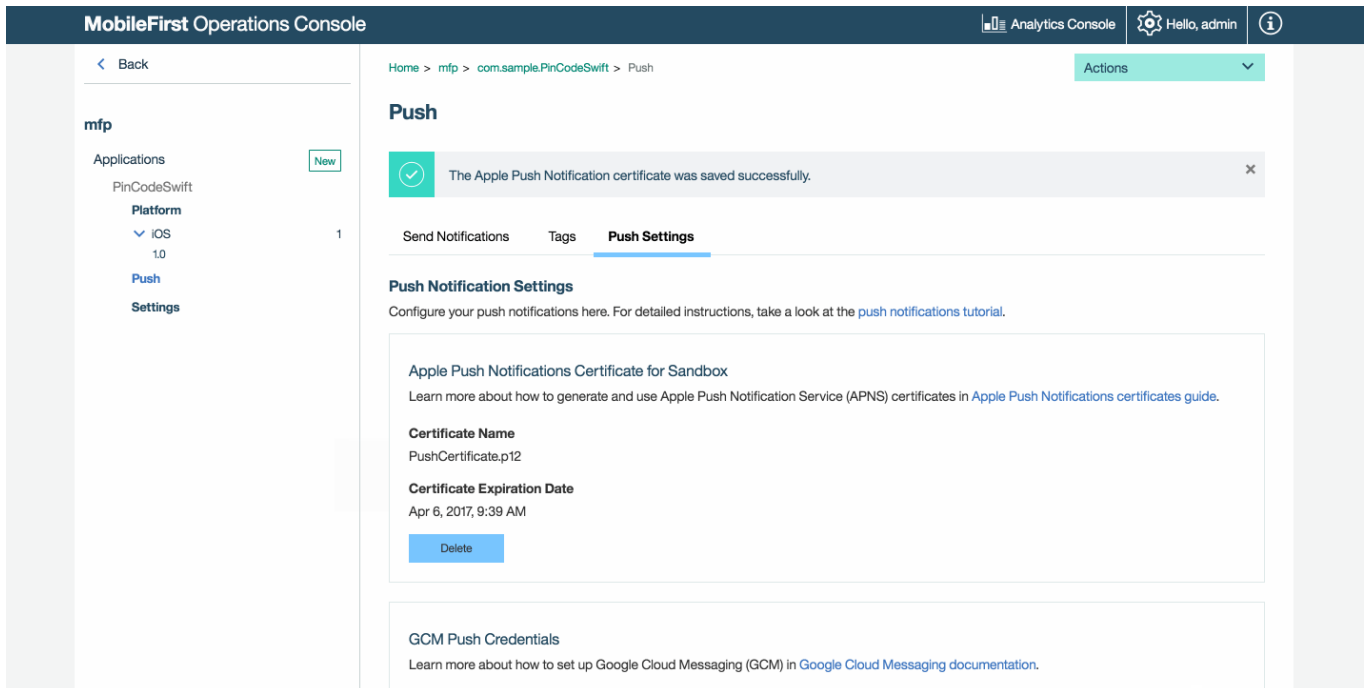 MobileFirst Operations Console
Analytics Console
Hello, admin
Back
mfp
Applications
New
PinCodeSwift
Platform
iOS
1
1.0
Push
Settings
Home > mfp > com.sample.PinCodeSwift > Push
Actions
Push
The Apple Push Notification certificate was saved successfully.
Send Notifications
Tags
Push Settings
Push Notification Settings
Configure your push notifications here. For detailed instructions, take a look at the push notifications tutorial.
Apple Push Notifications Certificate for Sandbox
Learn more about how to generate and use Apple Push Notification Service (APNS) certificates in Apple Push Notifications certificates guide.
Certificate Name
PushCertificate.p12
Certificate Expiration Date
Apr 6, 2017, 9:39 AM
Delete
GCM Push Credentials
Learn more about how to set up Google Cloud Messaging (GCM) in Google Cloud Messaging documentation.